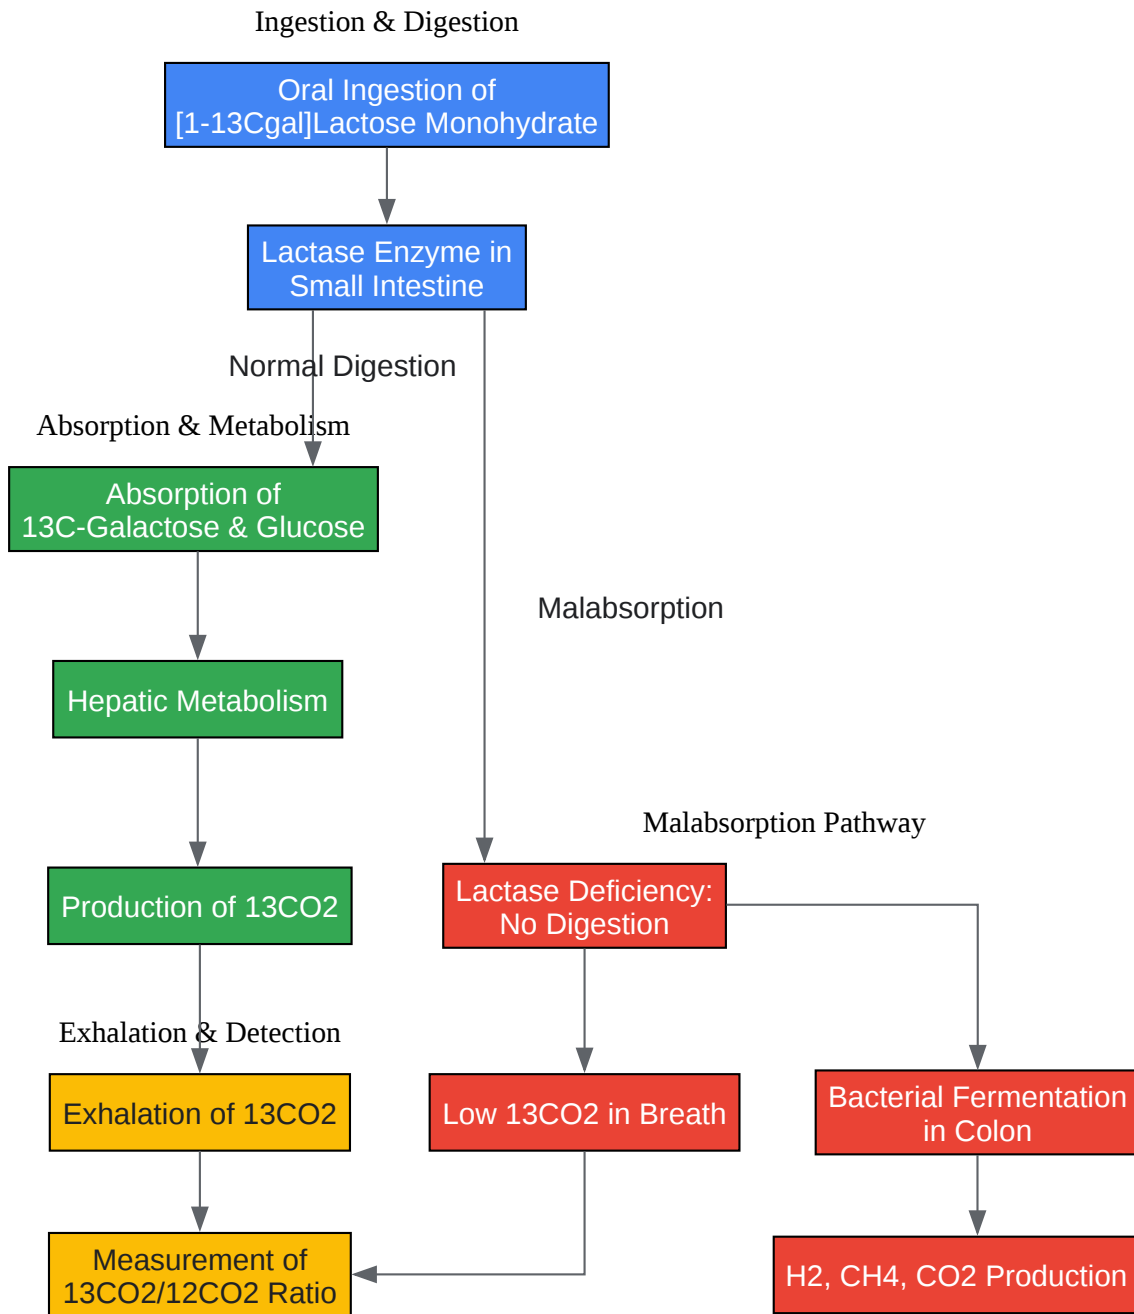 Ingestion & Digestion
Oral Ingestion of
[1-13Cgal]Lactose Monohydrate
Lactase Enzyme in
Small Intestine
Normal Digestion
Absorption & Metabolism
Absorption of
13C-Galactose & Glucose
Malabsorption
Hepatic Metabolism
Malabsorption Pathway
Production of 13CO2
Lactase Deficiency:
No Digestion
Exhalation & Detection
Exhalation of 13CO2
Low 13CO2 in Breath
Bacterial Fermentation
in Colon
Measurement of
13CO2/12CO2 Ratio
H2, CH4, CO2 Production